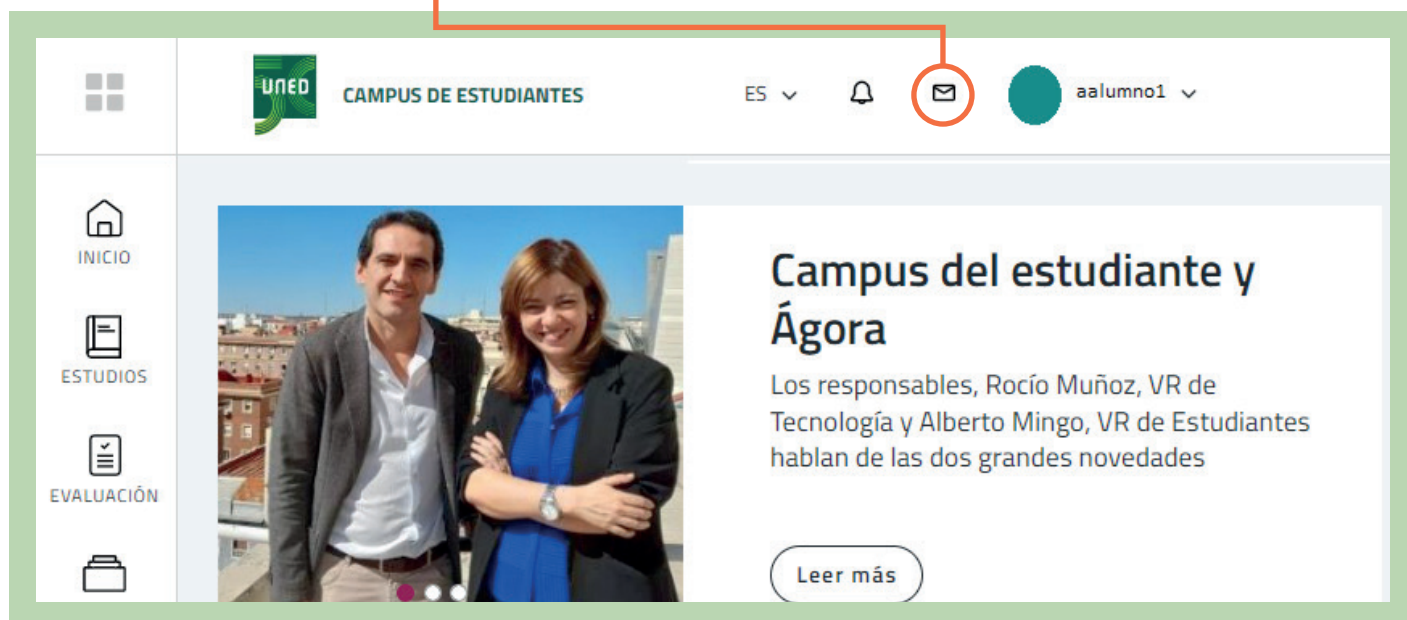 UNED
CAMPUS DE ESTUDIANTES
ES
aalumno1
INICIO
ESTUDIOS
EVALUACIÓN
Campus del estudiante y
Ágora
Los responsables, Rocío Muñoz, VR de
Tecnología y Alberto Mingo, VR de Estudiantes
hablan de las dos grandes novedades
Leer más